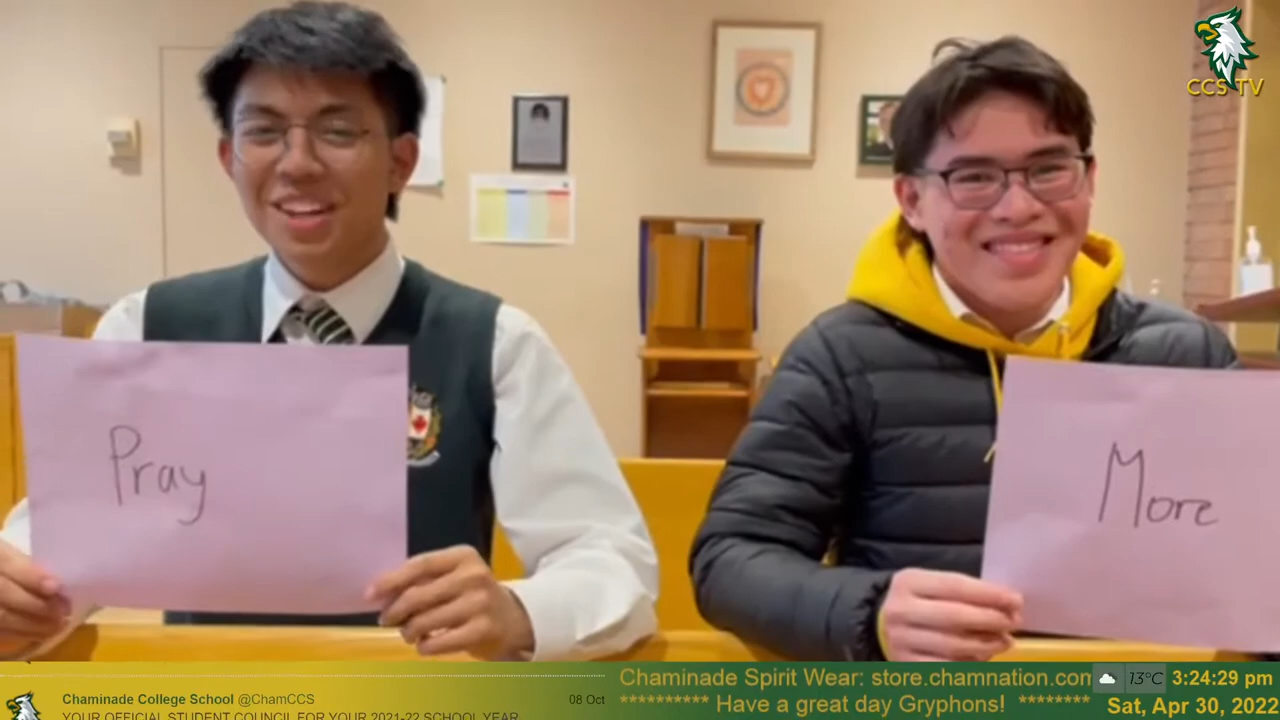 CCS TV
Pray
More
Chaminade College School @ChamCCS
08 Oct
YOUR OFFICIAL STUDENT COUNCIL FOR YOUR 2021-22 SCHOOL YEAR
Chaminade Spirit Wear: store.chamnation.com
********** Have a great day Gryphons! ********
13°C
3:24:29 pm
Sat, Apr 30, 2022